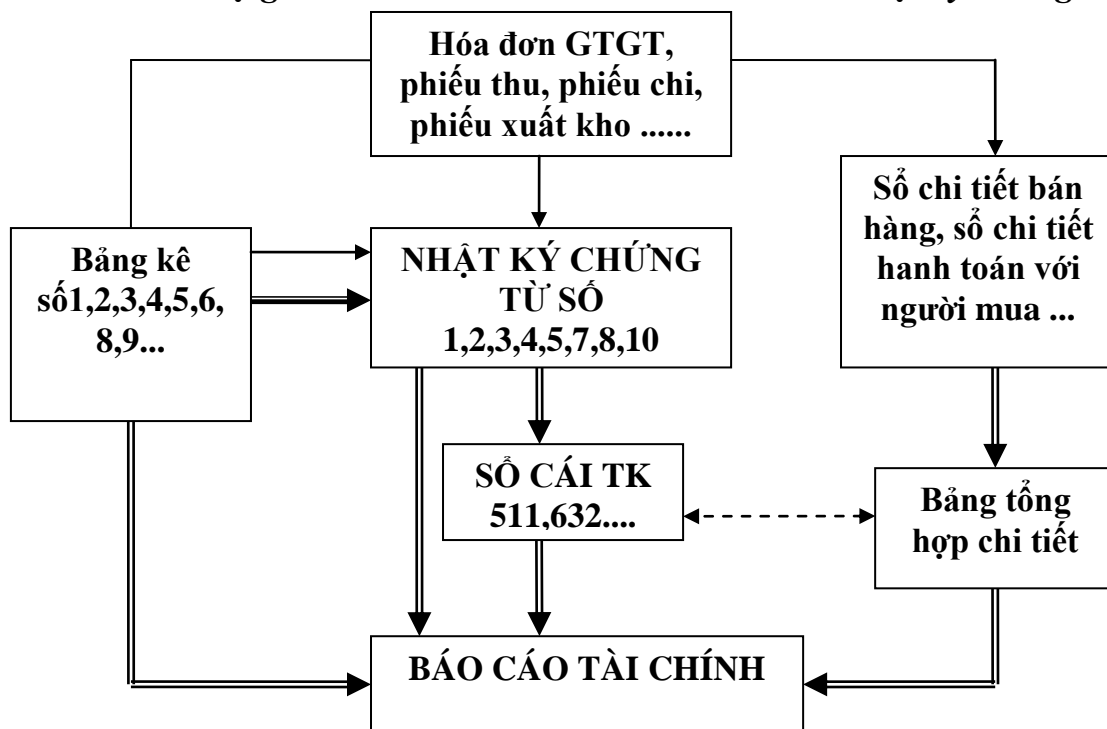 Hóa đơn GTGT,
phiếu thu, phiếu chi,
phiếu xuất kho ......
Sổ chi tiết bán
hàng, sổ chi tiết
hanh toán với
người mua ...
Bảng kê
số1,2,3,4,5,6,
8,9...
NHẬT KÝ CHỨNG
TỪ SỐ
1,2,3,4,5,7,8,10
SỔ CÁI TK
511,632....
Bảng tổng
hợp chi tiết
BÁO CÁO TÀI CHÍNH